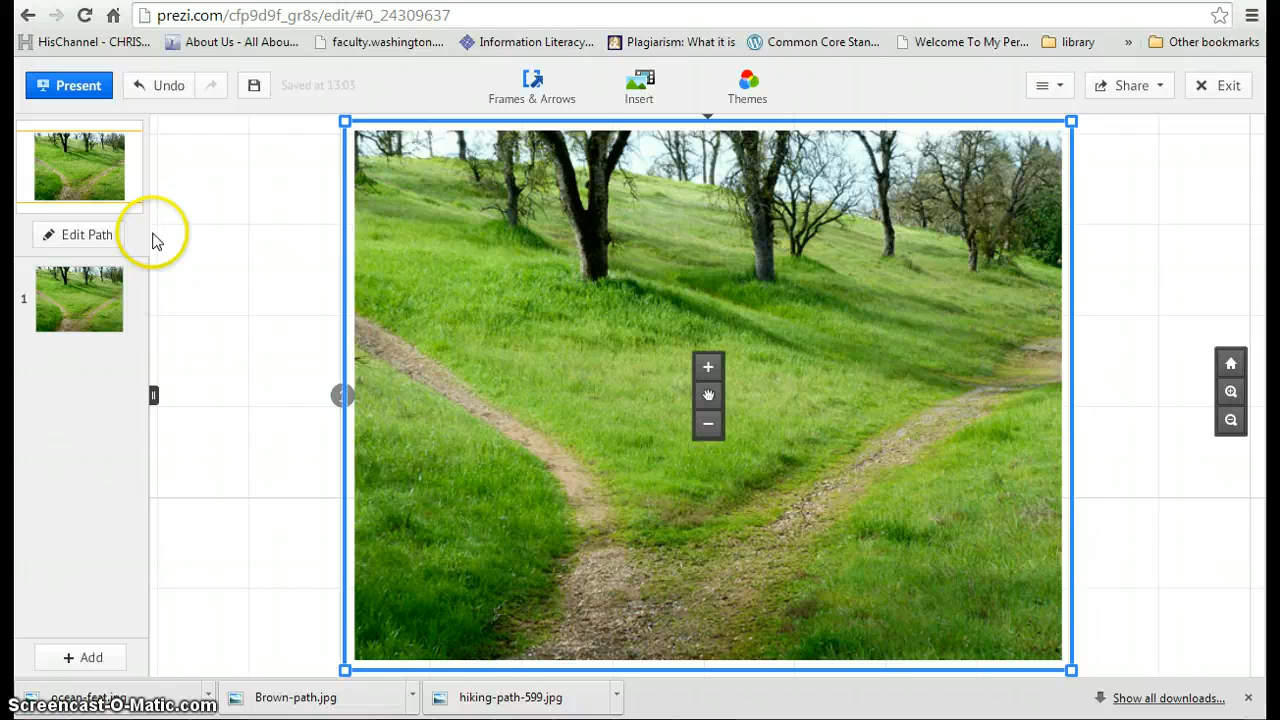 prezi.com/cfp9d9f_gr8s/edit/#0_24309637
HisChannel - CHRIS... About Us - All Abou... faculty.washington.... Information Literacy... Plagiarism: What it is Common Core Stan... Welcome To My Per... library » Other bookmarks
Present Undo Saved at 13:03 Frames & Arrows Insert Themes Share Exit
Edit Path
1
+
−
Add
ocean-feat.jpg Brown-path.jpg hiking-path-599.jpg Show all downloads...
Screencast-O-Matic.com